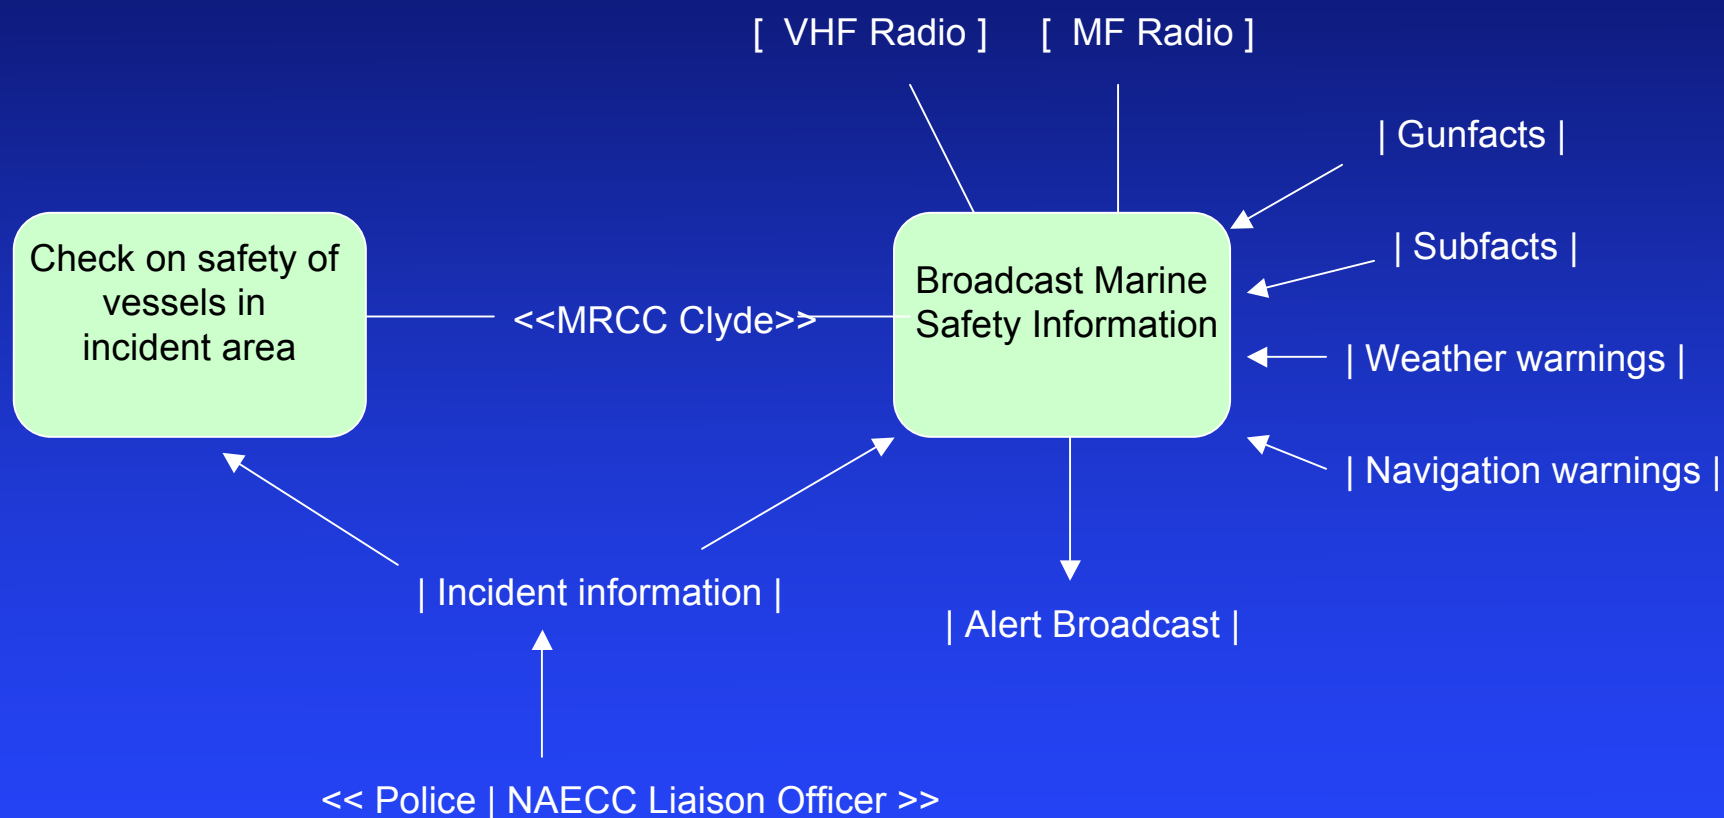 [ VHF Radio ]
[ MF Radio ]
| Gunfacts |
| Subfacts |
Check on safety of
vessels in
incident area
<<MRCC Clyde>>
Broadcast Marine
Safety Information
| Weather warnings |
| Navigation warnings |
| Incident information |
| Alert Broadcast |
<< Police | NAECC Liaison Officer >>